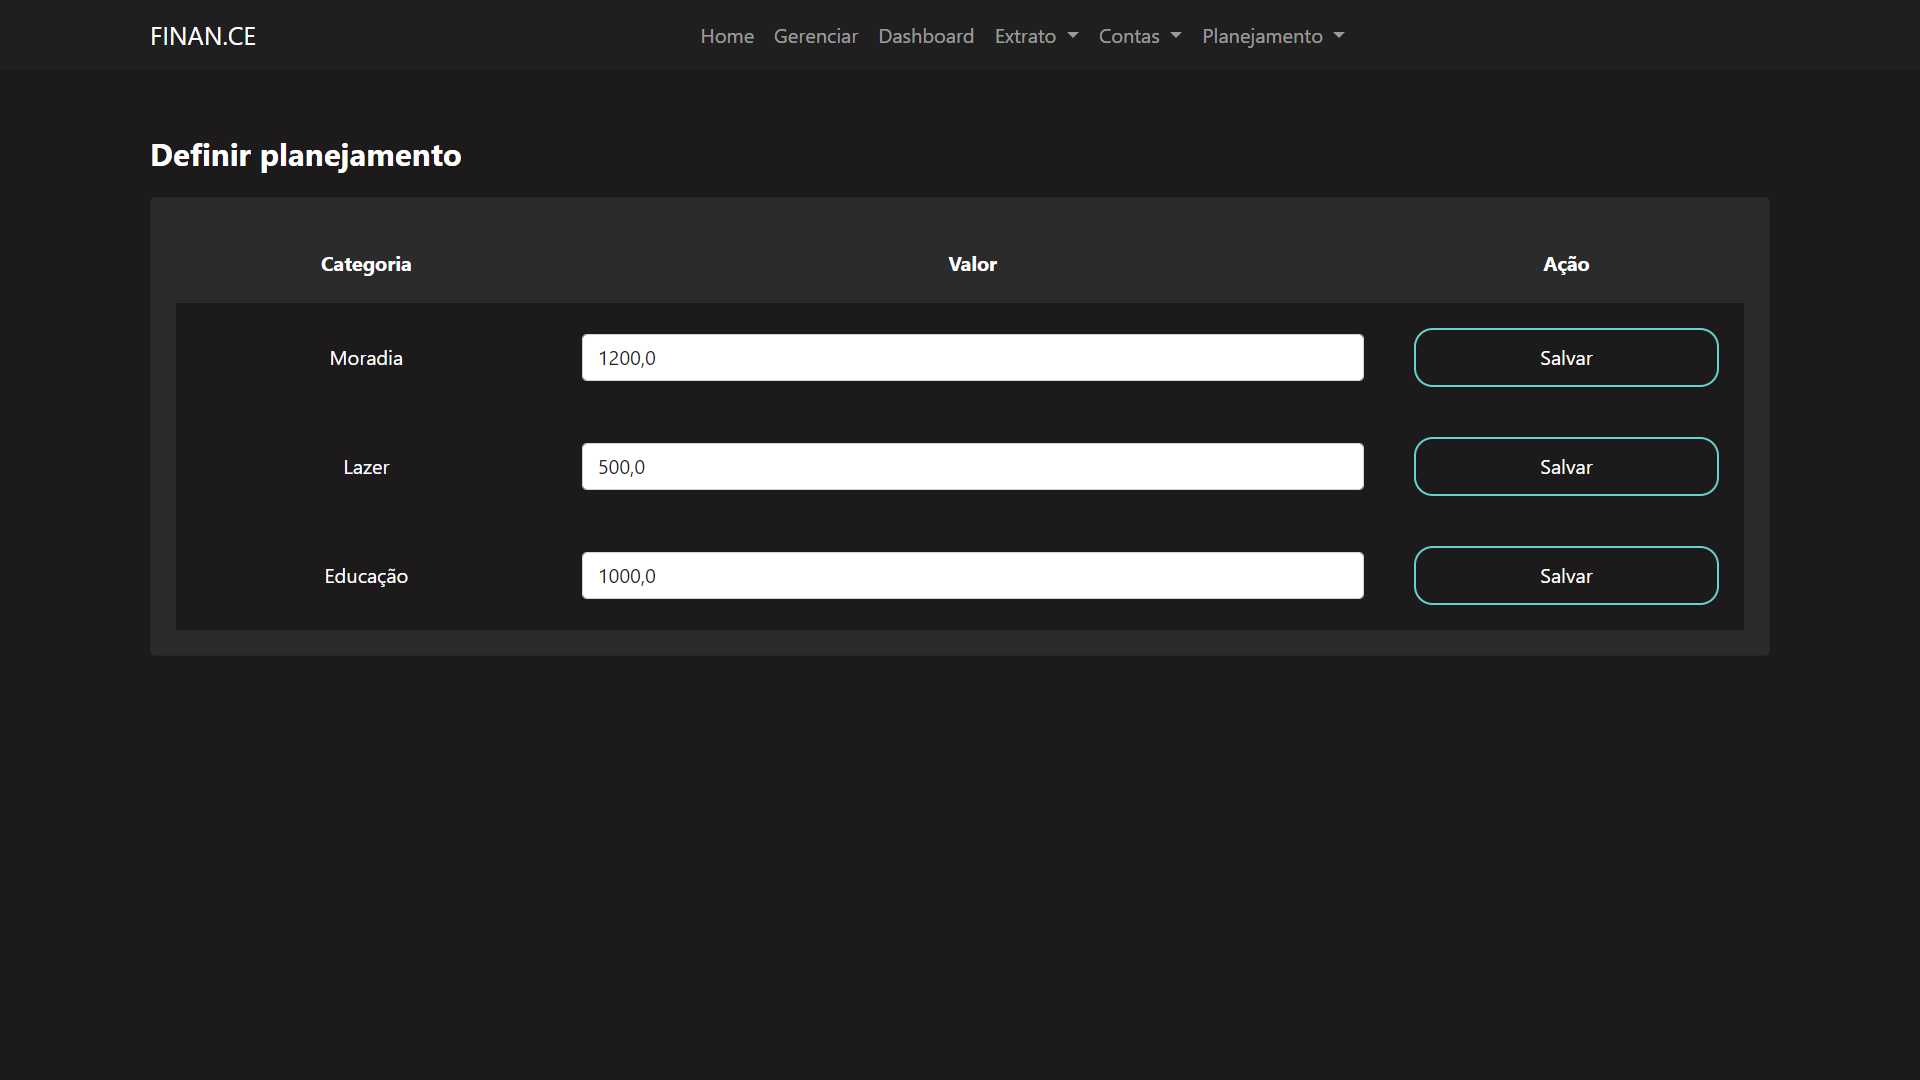 FINAN.CE Home Gerenciar Dashboard Extrato Contas Planejamento
Definir planejamento
Categoria Valor Ação
Moradia 1200,0 Salvar
Lazer 500,0 Salvar
Educação 1000,0 Salvar